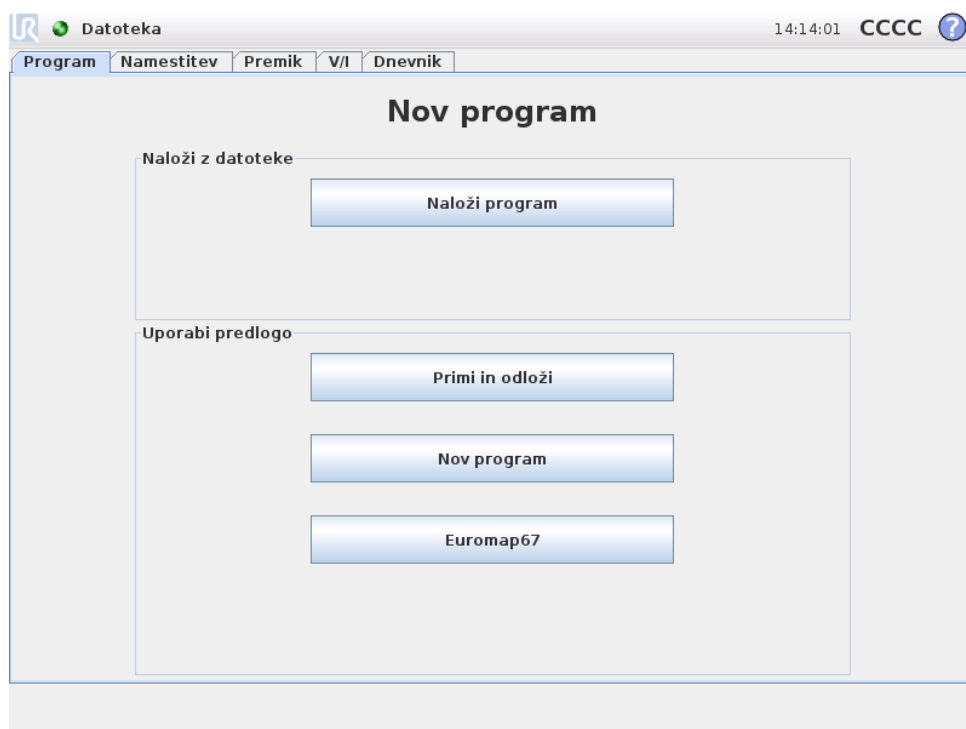 UR Datoteka 14:14:01 CCCC ?
Program Namestitev Premik V/I Dnevnik
Nov program
Naloži z datoteke
Naloži program
Uporabi predlogo
Primi in odloži
Nov program
Euromap67